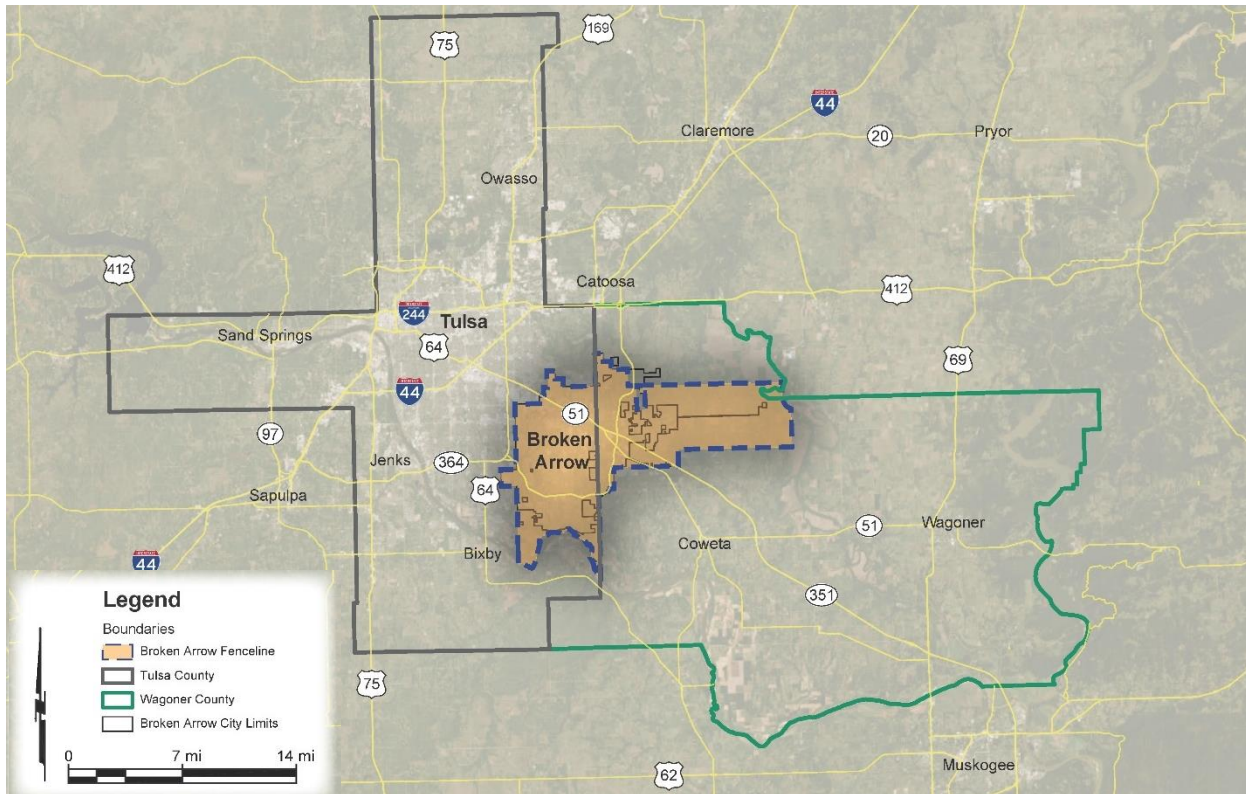 75
169
44
Claremore
20
Pryor
Owasso
412
Catoosa
412
244
Tulsa
Sand Springs
64
69
44
51
97
Broken
Arrow
Jenks
364
64
Sapulpa
51
Wagoner
Bixby
Coweta
44
351
Legend
Boundaries
Broken Arrow Fenceline
Tulsa County
Wagoner County
Broken Arrow City Limits
0
7 mi
14 mi
75
62
Muskogee